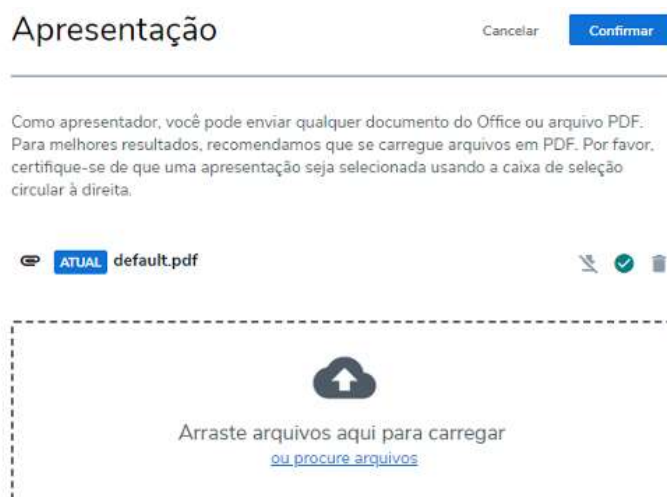 Apresentação
Cancelar
Confirmar
Como apresentador, você pode enviar qualquer documento do Office ou arquivo PDF.
Para melhores resultados, recomendamos que se carregue arquivos em PDF. Por favor,
certifique-se de que uma apresentação seja selecionada usando a caixa de seleção
circular à direita.
ATUAL default.pdf
Arraste arquivos aqui para carregar
ou procure arquivos